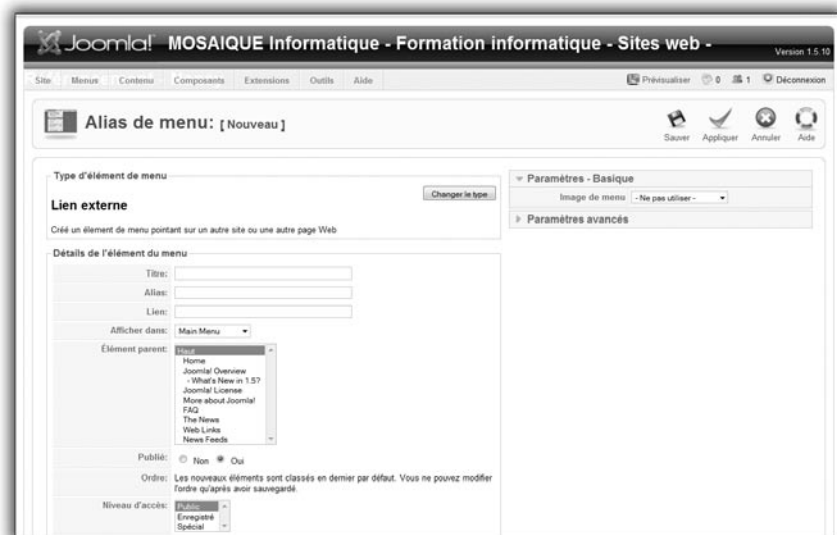 Joomla! MOSAIQUE Informatique - Formation informatique - Sites web -
Version 1.5.10
Site Menus Contenu Composants Extensions Outils Aide
Prévisualiser 0 1 Déconnexion
Alias de menu: [ Nouveau ]
Sauver Appliquer Annuler Aide
Type d'élément de menu
Changer le type
Lien externe
Créé un élement de menu pointant sur un autre site ou une autre page Web
Détails de l'élément du menu
Titre:
Alias:
Lien:
Afficher dans: Main Menu
Élément parent: Haut
Home
Joomla! Overview
- What's New in 1.5?
Joomla! License
More about Joomla!
FAQ
The News
Web Links
News Feeds
Publié: Non Oui
Ordre: Les nouveaux éléments sont classés en dernier par défaut. Vous ne pouvez modifier
l'ordre qu'après avoir sauvegardé.
Niveau d'accès: Public
Enregistré
Spécial
Paramètres - Basique
Image de menu - Ne pas utiliser -
Paramètres avancés